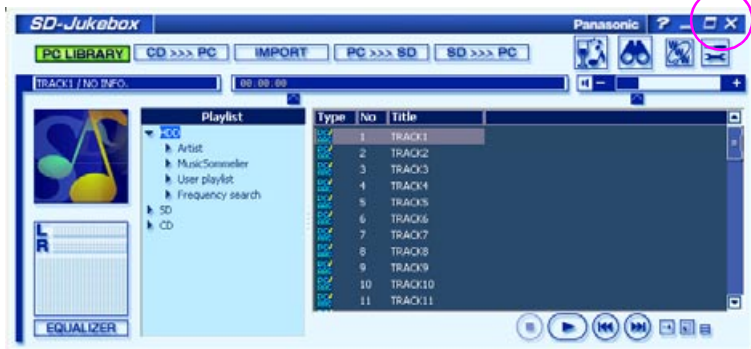 SD-Jukebox Panasonic ?
PC LIBRARY CD >>> PC IMPORT PC >>> SD SD >>> PC
TRACK1 / NO INFO. 00:00:00 - +
Playlist
HDD
Artist
MusicSommelier
User playlist
Frequency search
SD
CD
Type No Title
1 TRACK1
2 TRACK2
3 TRACK3
4 TRACK4
5 TRACK5
6 TRACK6
7 TRACK7
8 TRACK8
9 TRACK9
10 TRACK10
11 TRACK11
L
R
EQUALIZER